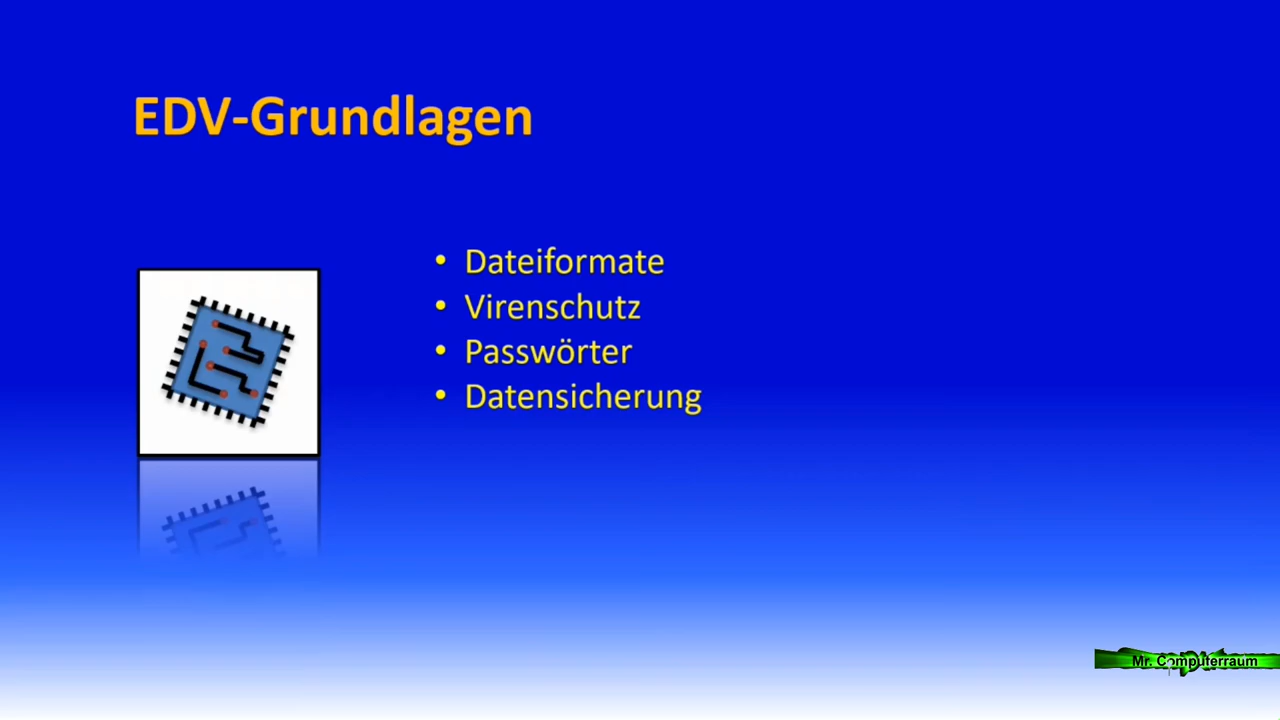 EDV-Grundlagen
• Dateiformate
• Virenschutz
• Passwörter
• Datensicherung
Mr. Computerraum